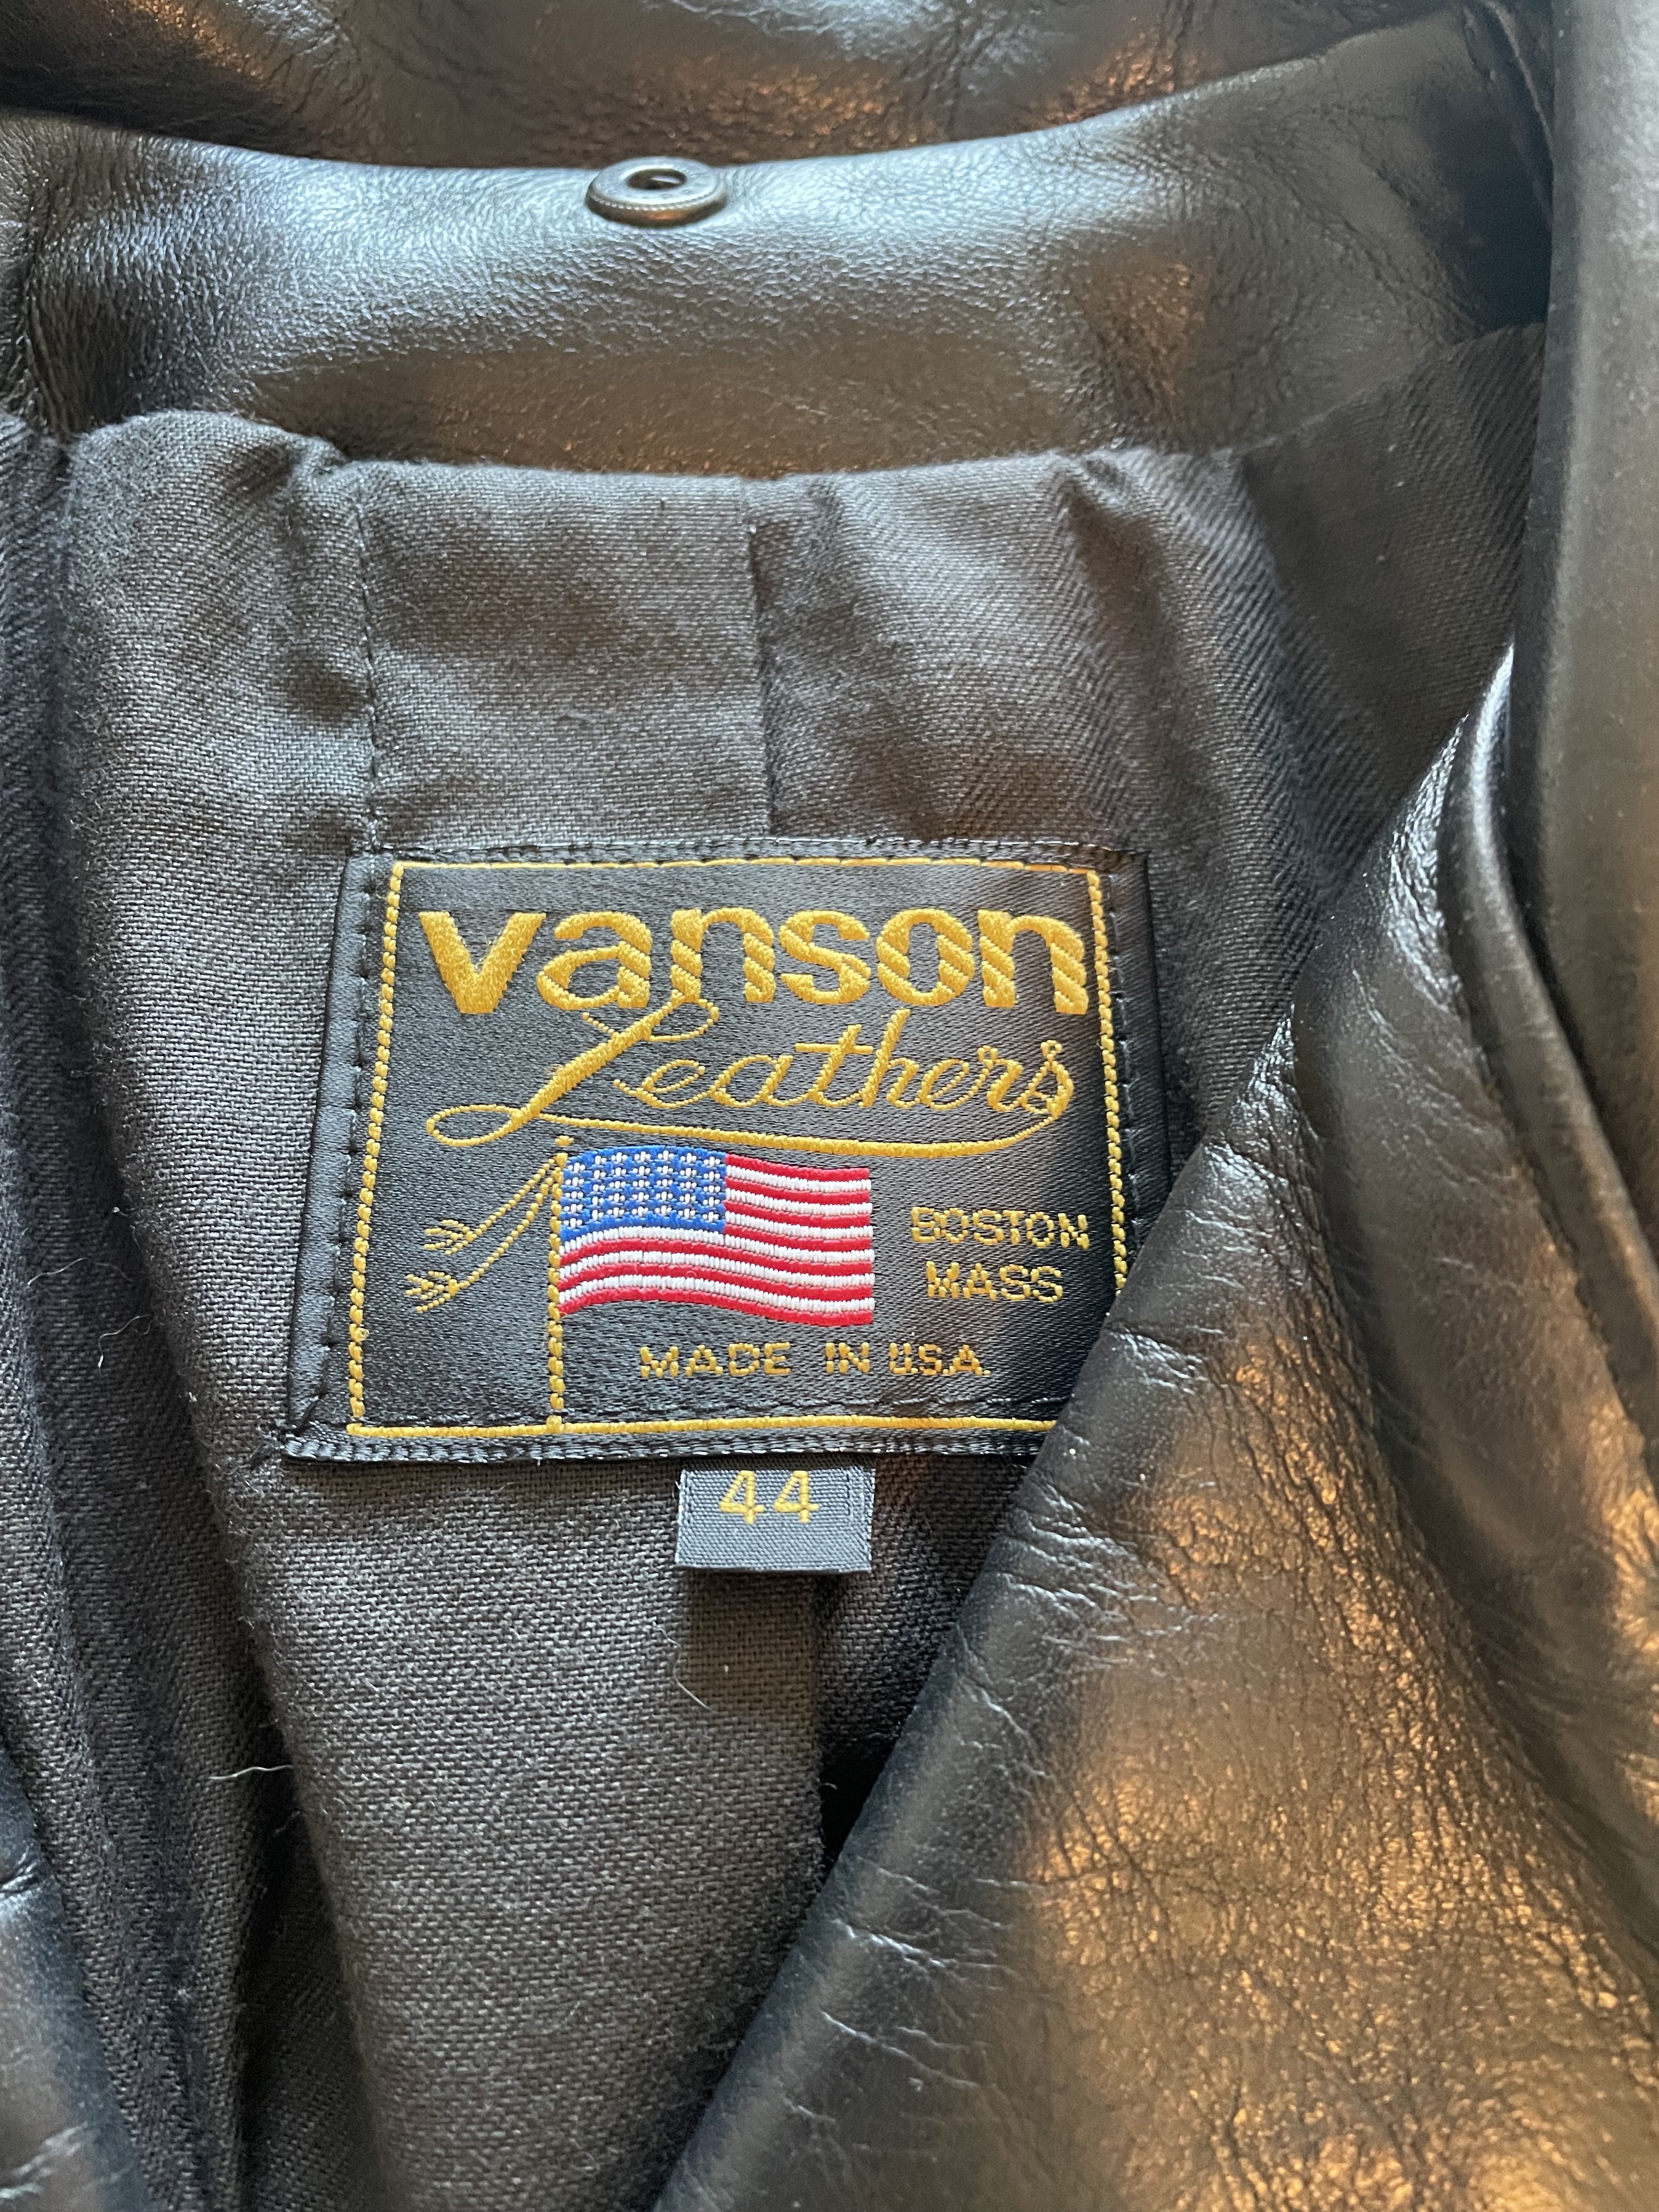 vanson
Leathers
BOSTON
MASS
MADE IN U.S.A.
44